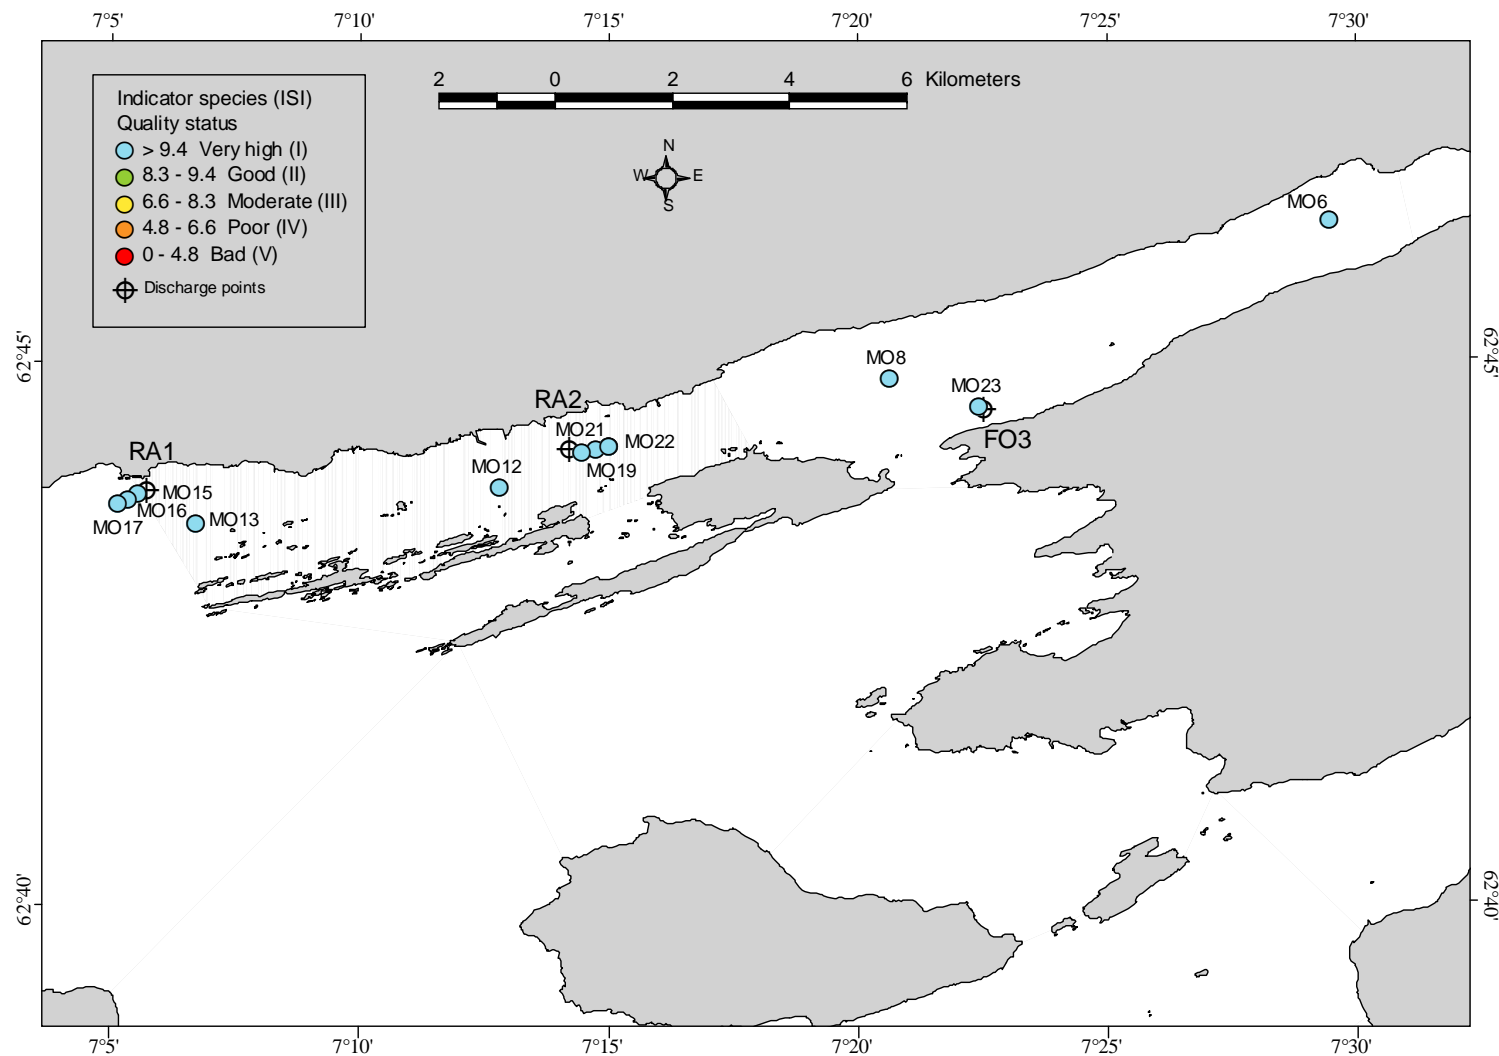 7°5' 7°10' 7°15' 7°20' 7°25' 7°30'
2 0 2 4 6 Kilometers
Indicator species (ISI)
Quality status
> 9.4 Very high (I)
8.3 - 9.4 Good (II)
6.6 - 8.3 Moderate (III)
4.8 - 6.6 Poor (IV)
0 - 4.8 Bad (V)
Discharge points
N
W E
S
MO6
62°45' 62°45'
MO8
MO23
RA2
MO21
MO22
FO3
RA1
MO19
MO12
MO15
MO16
MO17
MO13
62°40' 62°40'
7°5' 7°10' 7°15' 7°20' 7°25' 7°30'